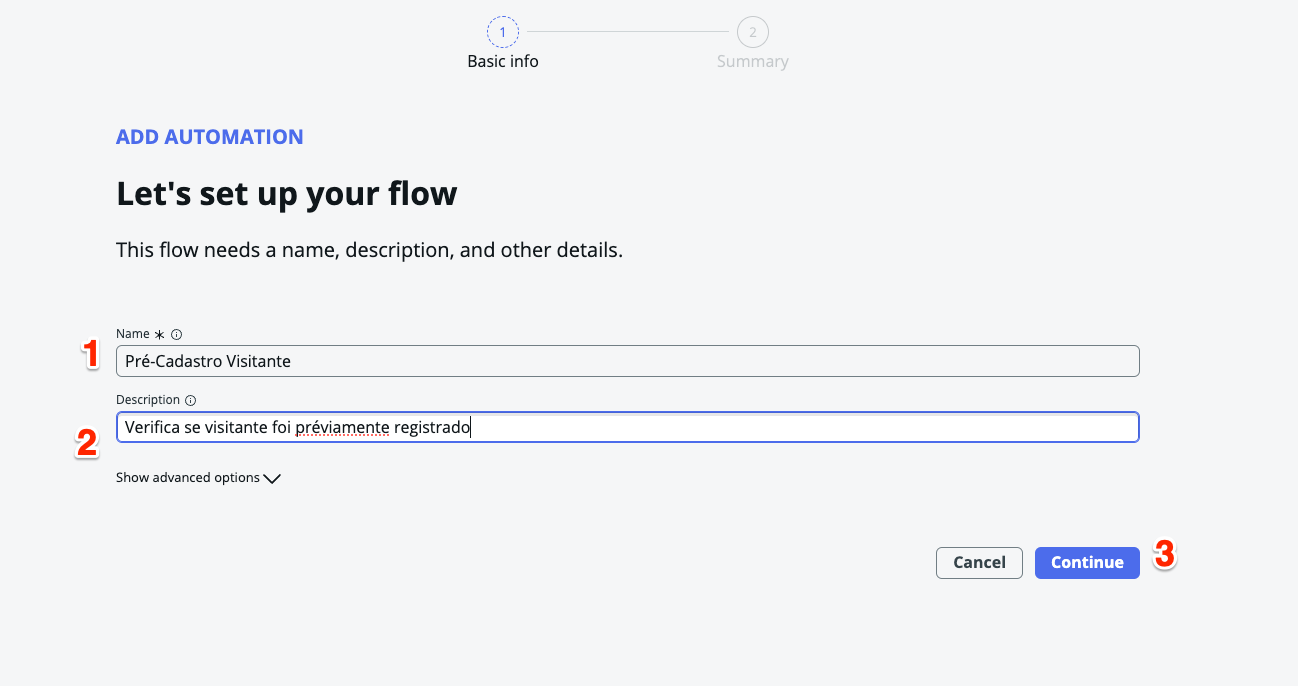 1
2
Basic info
Summary
ADD AUTOMATION
Let's set up your flow
This flow needs a name, description, and other details.
Name *
1
Pré-Cadastro Visitante
Description
2
Verifica se visitante foi préviamente registrado
Show advanced options
Cancel
Continue
3